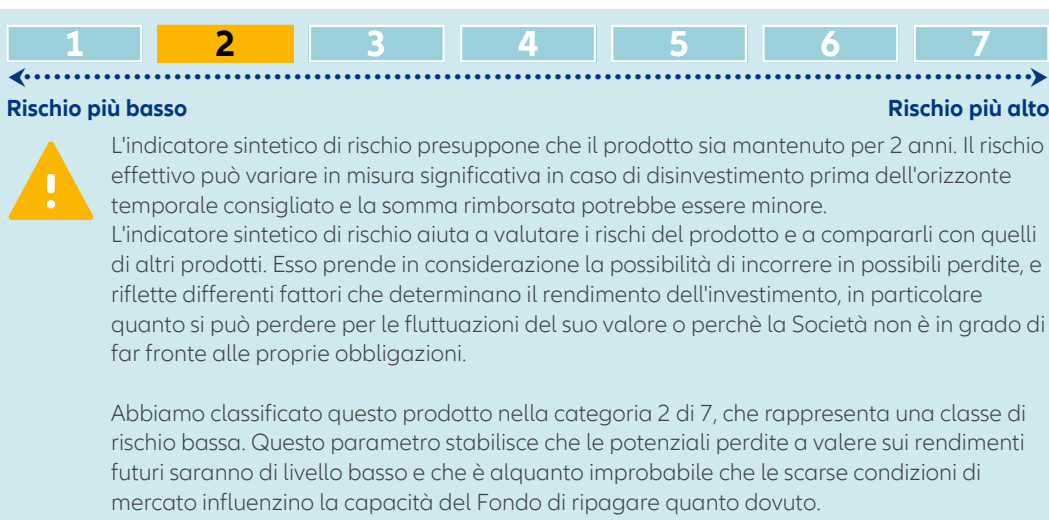 1 2 3 4 5 6 7
Rischio più basso Rischio più alto
L'indicatore sintetico di rischio presuppone che il prodotto sia mantenuto per 2 anni. Il rischio
effettivo può variare in misura significativa in caso di disinvestimento prima dell'orizzonte
temporale consigliato e la somma rimborsata potrebbe essere minore.
L'indicatore sintetico di rischio aiuta a valutare i rischi del prodotto e a compararli con quelli
di altri prodotti. Esso prende in considerazione la possibilità di incorrere in possibili perdite, e
riflette differenti fattori che determinano il rendimento dell'investimento, in particolare
quanto si può perdere per le fluttuazioni del suo valore o perchè la Società non è in grado di
far fronte alle proprie obbligazioni.
Abbiamo classificato questo prodotto nella categoria 2 di 7, che rappresenta una classe di
rischio bassa. Questo parametro stabilisce che le potenziali perdite a valere sui rendimenti
futuri saranno di livello basso e che è alquanto improbabile che le scarse condizioni di
mercato influenzino la capacità del Fondo di ripagare quanto dovuto.